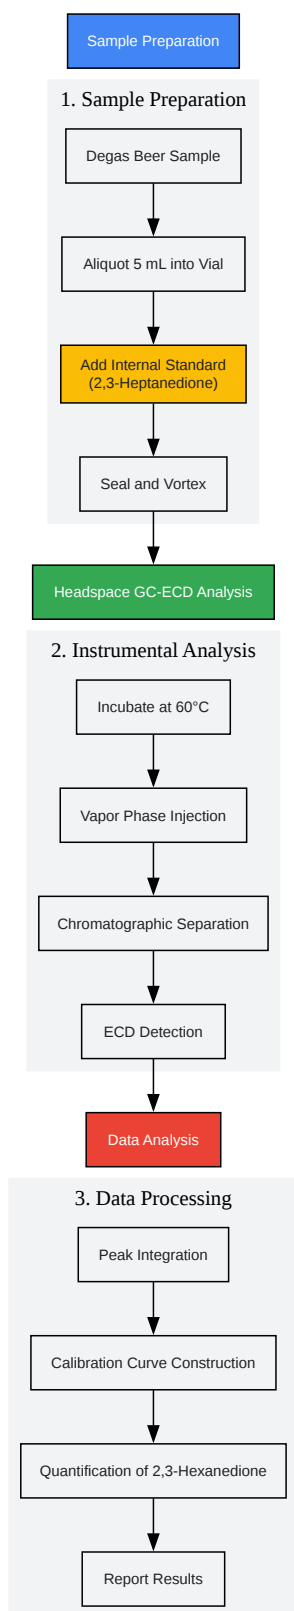 Sample Preparation
1. Sample Preparation
Degas Beer Sample
Aliquot 5 mL into Vial
Add Internal Standard
(2,3-Heptanedione)
Seal and Vortex
Headspace GC-ECD Analysis
2. Instrumental Analysis
Incubate at 60°C
Vapor Phase Injection
Chromatographic Separation
ECD Detection
Data Analysis
3. Data Processing
Peak Integration
Calibration Curve Construction
Quantification of 2,3-Hexanedione
Report Results